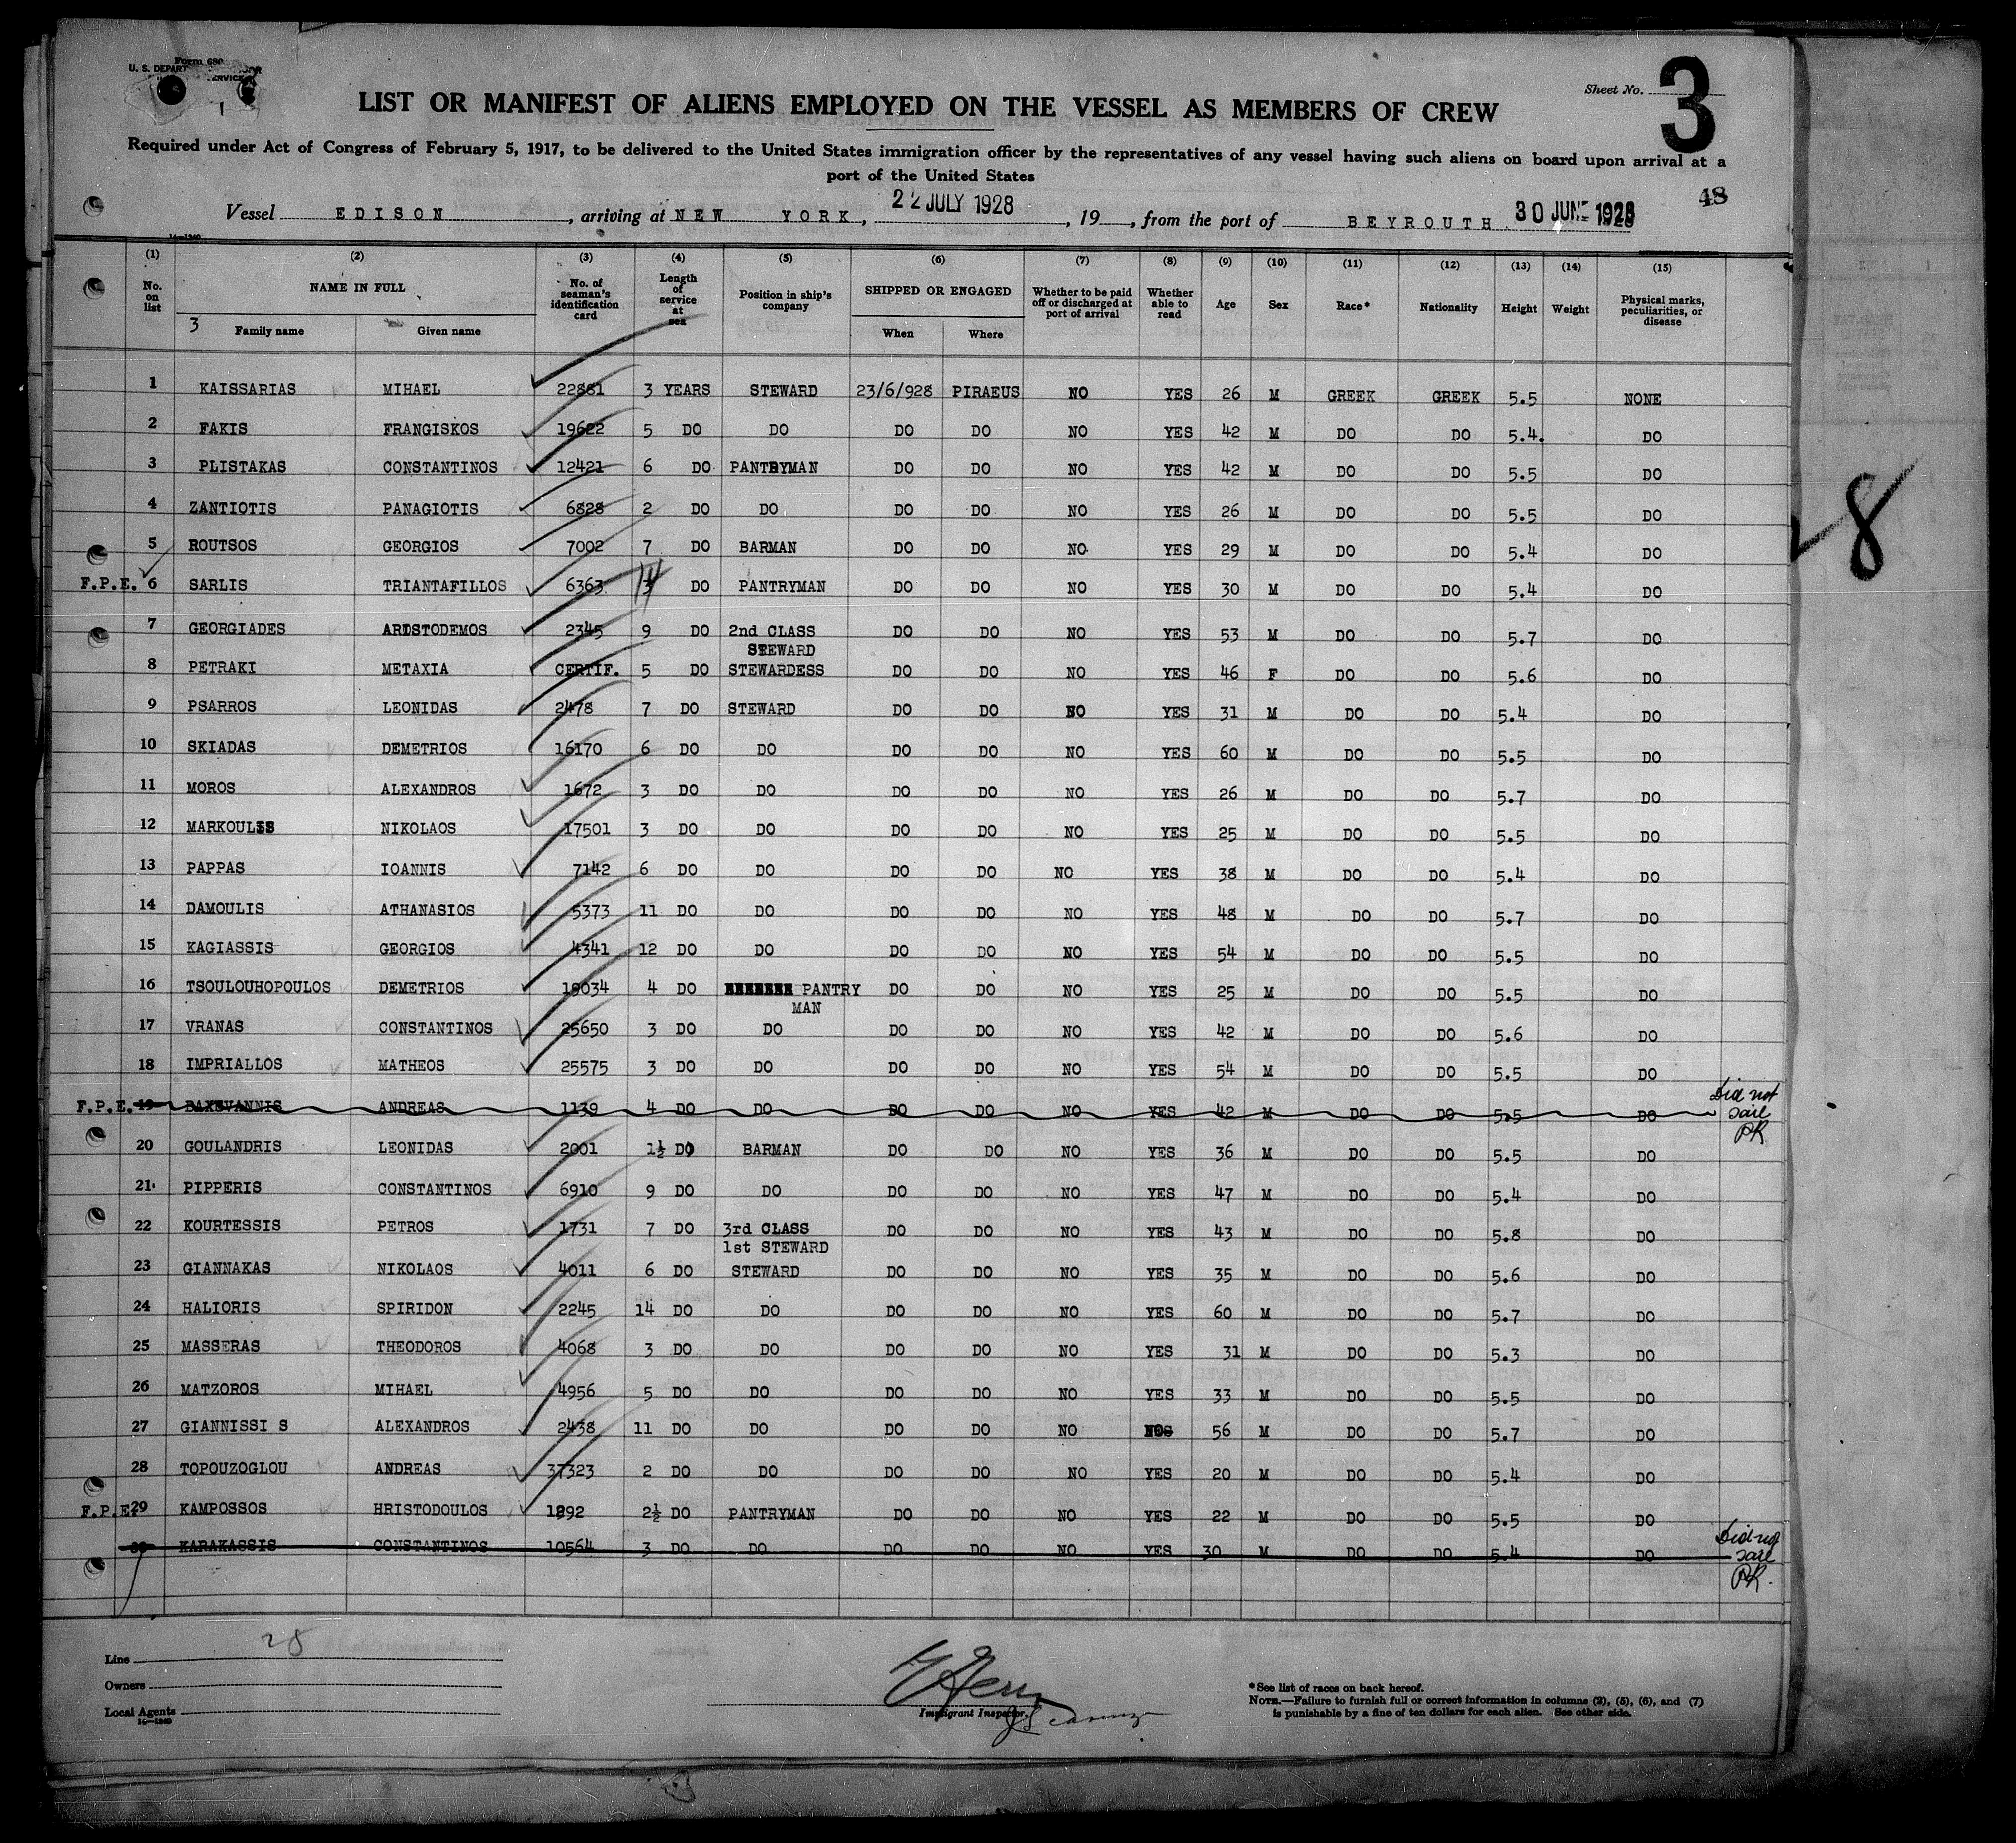 Form 680
U. S. DEPART
SERVICE
Sheet No. 3
LIST OR MANIFEST OF ALIENS EMPLOYED ON THE VESSEL AS MEMBERS OF CREW
Required under Act of Congress of February 5, 1917, to be delivered to the United States immigration officer by the representatives of any vessel having such aliens on board upon arrival at a
port of the United States
48
Vessel EDISON, arriving at NEW YORK, 22 JULY 1928, 19, from the port of BEYROUTH 30 JUNE 1928
(1) (2) (3) (4) (5) (6) (7) (8) (9) (10) (11) (12) (13) (14) (15)
No. on list NAME IN FULL No. of seaman's identification card Length of service at sea Position in ship's company SHIPPED OR ENGAGED Whether to be paid off or discharged at port of arrival Whether able to read Age Sex Race* Nationality Height Weight Physical marks, peculiarities, or disease
3 Family name Given name When Where
1 KAISSARIAS MIHAEL 22881 3 YEARS STEWARD 23/6/928 PIRAEUS NO YES 26 M GREEK GREEK 5.5 NONE
2 FAKIS FRANGISKOS 19622 5 DO DO DO DO NO YES 42 M DO DO 5.4. DO
3 PLISTAKAS CONSTANTINOS 12421 6 DO PANTRYMAN DO DO NO YES 42 M DO DO 5.5 DO
4 ZANTIOTIS PANAGIOTIS 6828 2 DO DO DO DO NO YES 26 M DO DO 5.5 DO
5 ROUTSOS GEORGIOS 7002 7 DO BARMAN DO DO NO YES 29 M DO DO 5.4 DO
F.P.E. 6 SARLIS TRIANTAFILLOS 6363 3 DO PANTRYMAN DO DO NO YES 30 M DO DO 5.4 DO
7 GEORGIADES ARISTODEMOS 2345 9 DO 2nd CLASS DO DO NO YES 53 M DO DO 5.7 DO
STEWARD
8 PETRAKI METAXIA CERTIF. 5 DO STEWARDESS DO DO NO YES 46 F DO DO 5.6 DO
9 PSARROS LEONIDAS 2478 7 DO STEWARD DO DO NO YES 31 M DO DO 5.4 DO
10 SKIADAS DEMETRIOS 16170 6 DO DO DO DO NO YES 60 M DO DO 5.5 DO
11 MOROS ALEXANDROS 1672 3 DO DO DO DO NO YES 26 M DO DO 5.7 DO
12 MARKOULIS NIKOLAOS 17501 3 DO DO DO DO NO YES 25 M DO DO 5.5 DO
13 PAPPAS IOANNIS 7142 6 DO DO DO DO NO YES 38 M DO DO 5.4 DO
14 DAMOULIS ATHANASIOS 5373 11 DO DO DO DO NO YES 48 M DO DO 5.7 DO
15 KAGIASSIS GEORGIOS 4341 12 DO DO DO DO NO YES 54 M DO DO 5.5 DO
16 TSOULOUHOPOULOS DEMETRIOS 19034 4 DO PANTRY DO DO NO YES 25 M DO DO 5.5 DO
MAN
17 VRANAS CONSTANTINOS 25650 3 DO DO DO DO NO YES 42 M DO DO 5.6 DO
18 IMPRIALLOS MATHEOS 25575 3 DO DO DO DO NO YES 54 M DO DO 5.5 DO
F.P.E. 19 ANDREAS 1139 4 DO DO DO DO NO YES 42 M DO DO 5.5 DO Did not
sail
PR
20 GOULANDRIS LEONIDAS 2001 1½ DO BARMAN DO DO NO YES 36 M DO DO 5.5 DO
21 PIPPERIS CONSTANTINOS 6910 9 DO DO DO DO NO YES 47 M DO DO 5.4 DO
22 KOURTESSIS PETROS 1731 7 DO 3rd CLASS DO DO NO YES 43 M DO DO 5.8 DO
1st STEWARD
23 GIANNAKAS NIKOLAOS 4011 6 DO STEWARD DO DO NO YES 35 M DO DO 5.6 DO
24 HALIORIS SPIRIDON 2245 14 DO DO DO DO NO YES 60 M DO DO 5.7 DO
25 MASSERAS THEODOROS 4068 3 DO DO DO DO NO YES 31 M DO DO 5.3 DO
26 MATZOROS MIHAEL 4956 5 DO DO DO DO NO YES 33 M DO DO 5.5 DO
27 GIANNISSI S ALEXANDROS 2438 11 DO DO DO DO NO 56 M DO DO 5.7 DO
28 TOPOUZOGLOU ANDREAS 37323 2 DO DO DO DO NO YES 20 M DO DO 5.4 DO
F.P.E. 29 KAMPOSSOS HRISTODOULOS 1892 2½ DO PANTRYMAN DO DO NO YES 22 M DO DO 5.5 DO
30 KARAKASSIS CONSTANTINOS 10564 3 DO DO DO DO NO YES 30 M DO DO 5.4 DO Did not
sail
PR.
28
Line
Owners
Local Agents
16—1240
Immigrant Inspector.
*See list of races on back hereof.
NOTE.—Failure to furnish full or correct information in columns (2), (5), (6), and (7)
is punishable by a fine of ten dollars for each alien. See other side.
8